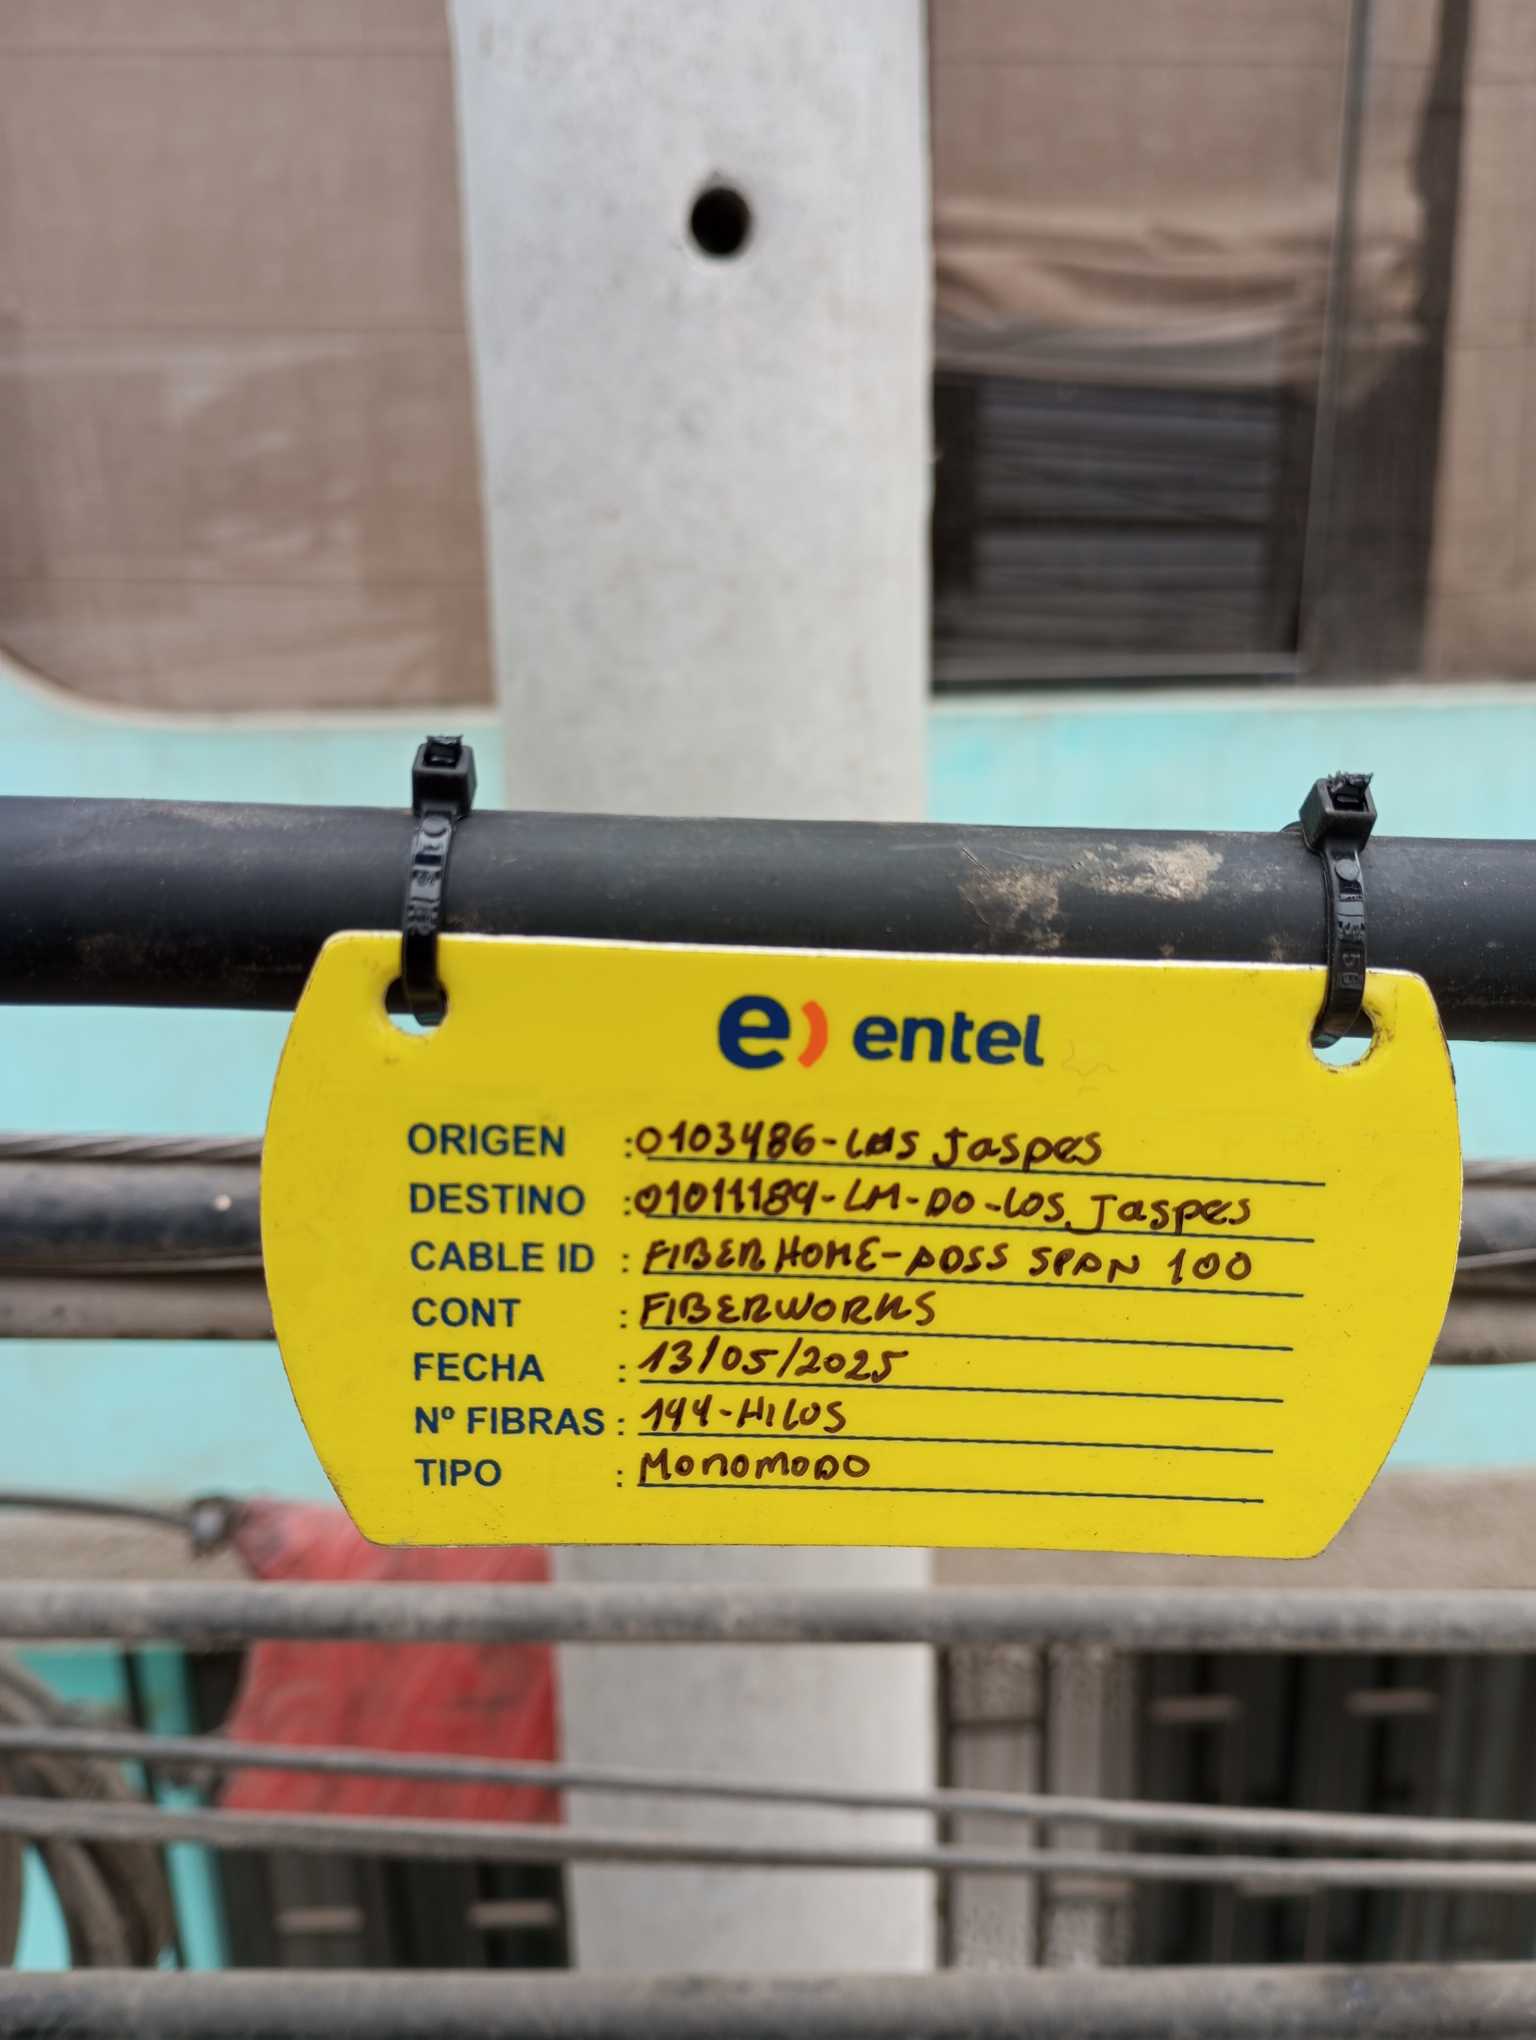 e) entel
ORIGEN :0103486-Los Jaspes
DESTINO :01011189-LM-DO-Los Jaspes
CABLE ID : FIBERHOME-ADSS SPAN 100
CONT : FIBERWORKS
FECHA : 13/05/2025
Nº FIBRAS : 144-HILOS
TIPO : MONOMODO